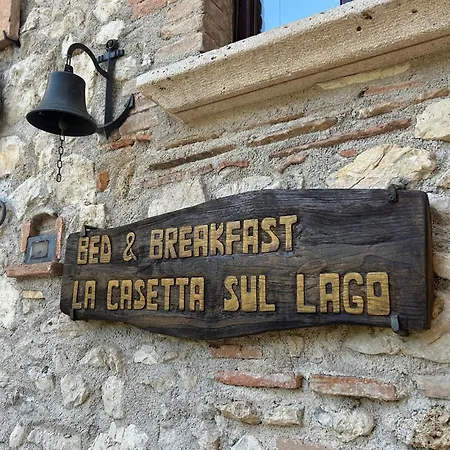 BED & BREAKFAST
LA CASETTA SUL LAGO